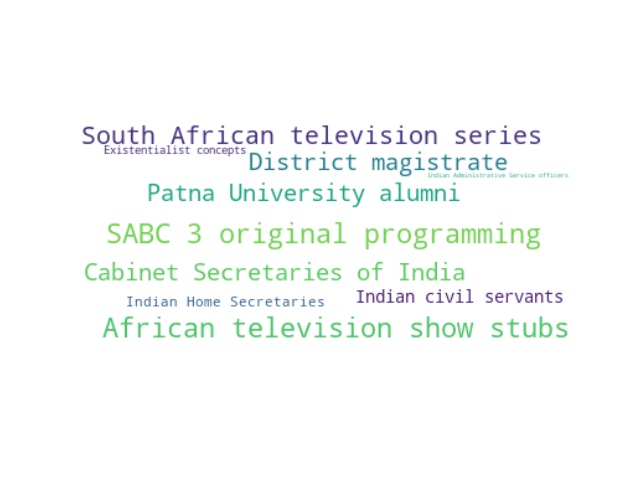 South African television series
Existentialist concepts
District magistrate
Indian Administrative Service officers
Patna University alumni
SABC 3 original programming
Cabinet Secretaries of India
Indian Home Secretaries
Indian civil servants
African television show stubs